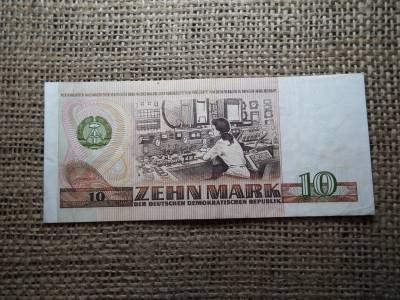 10
ZEHN MARK
DER DEUTSCHEN DEMOKRATISCHEN REPUBLIK
10